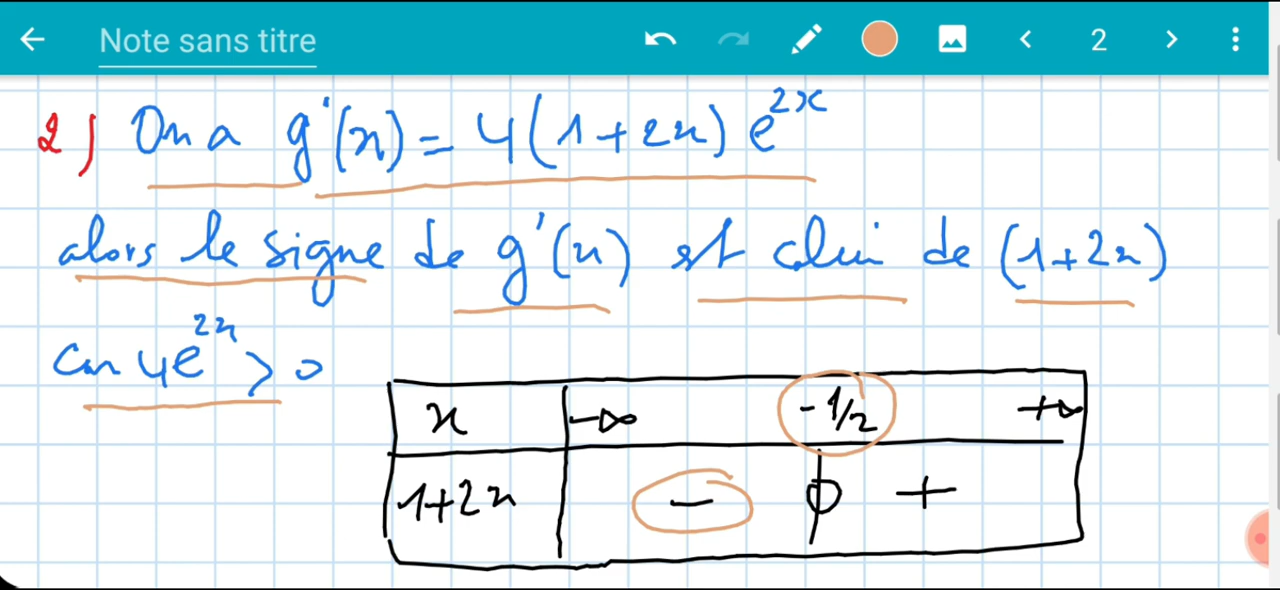 Note sans titre
2
2) On a g'(x) = 4(1+2x) e^2x
alors le signe de g'(x) est celui de (1+2x)
car 4e^2x > 0
x -∞ -1/2 +∞
1+2x - 0 +